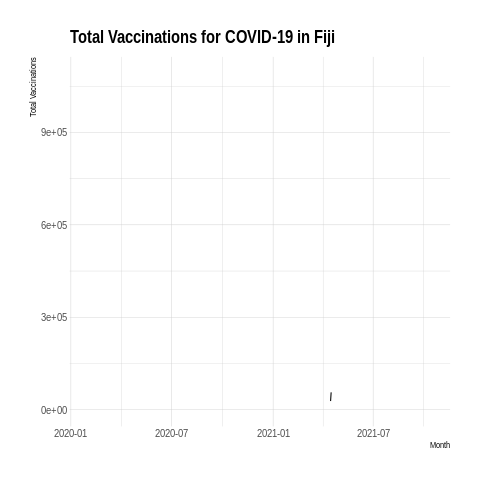 Total Vaccinations for COVID-19 in Fiji
Total Vaccinations
9e+05
6e+05
3e+05
0e+00
2020-01
2020-07
2021-01
2021-07
Month